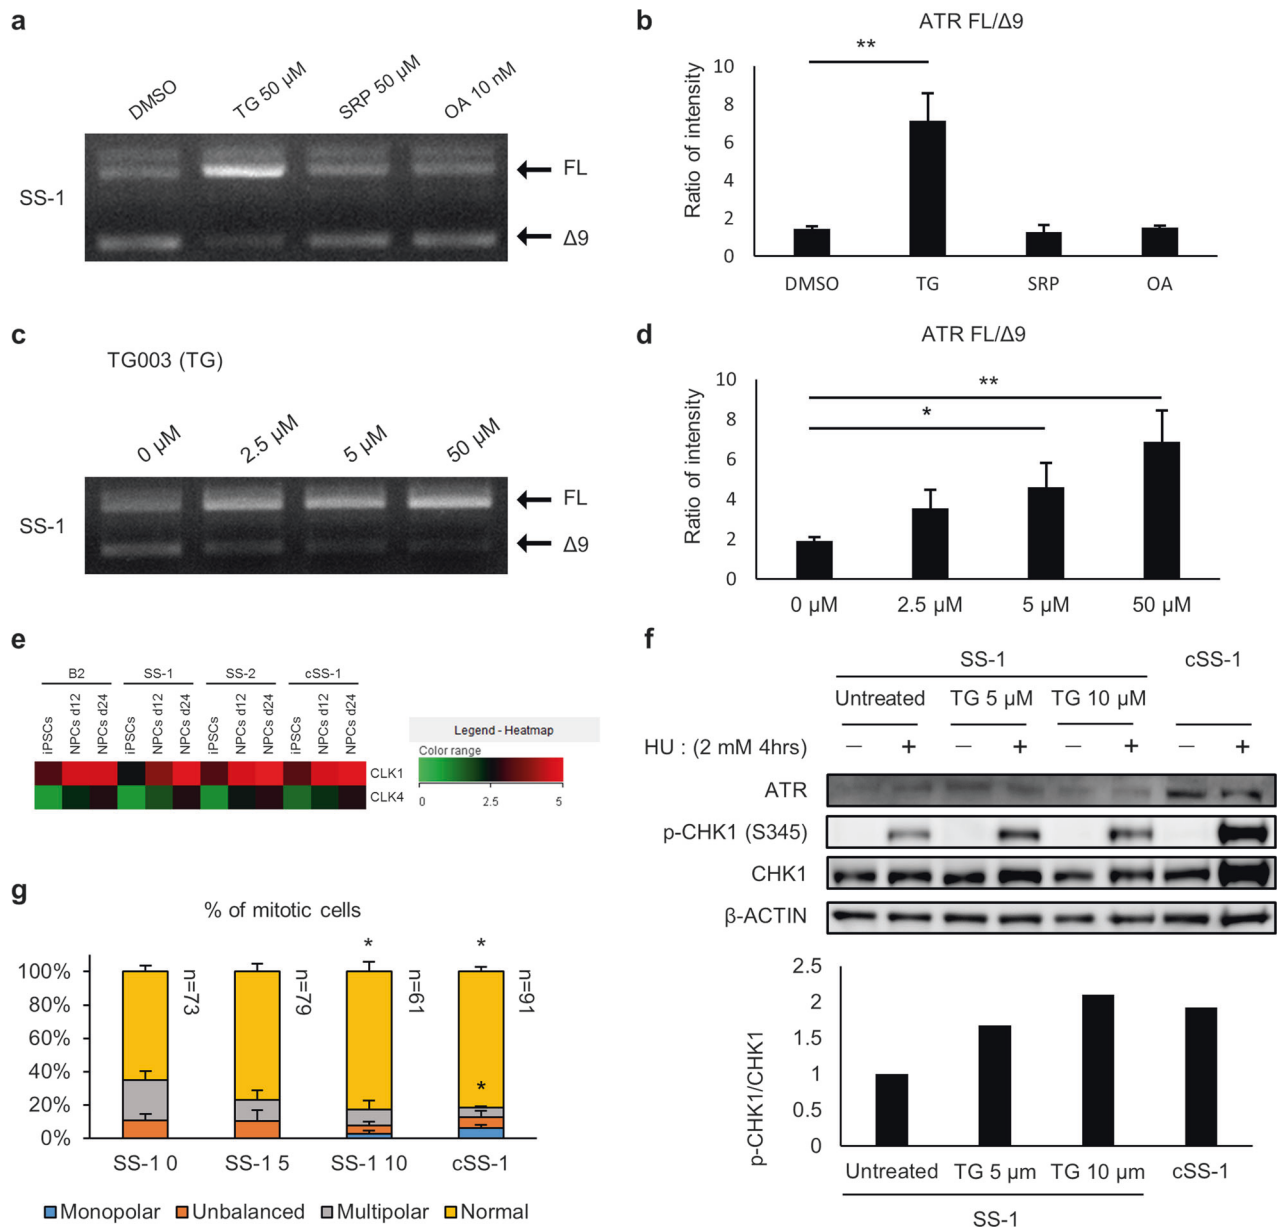 a
DMSO
TG 50 µM
SRP 50 µM
OA 10 nM
SS-1
FL
Δ9
b
ATR FL/Δ9
**
Ratio of intensity
10
8
6
4
2
0
DMSO
TG
SRP
OA
c
TG003 (TG)
0 µM
2.5 µM
5 µM
50 µM
SS-1
FL
Δ9
d
ATR FL/Δ9
**
*
Ratio of intensity
10
8
6
4
2
0
0 µM
2.5 µM
5 µM
50 µM
e
B2
SS-1
SS-2
cSS-1
iPSCs
NPCs d12
NPCs d24
iPSCs
NPCs d12
NPCs d24
iPSCs
NPCs d12
NPCs d24
iPSCs
NPCs d12
NPCs d24
CLK1
CLK4
Legend - Heatmap
Color range
0 2.5 5
f
SS-1
cSS-1
Untreated
TG 5 µM
TG 10 µM
HU : (2 mM 4hrs) − + − + − + − +
ATR
p-CHK1 (S345)
CHK1
β-ACTIN
p-CHK1/CHK1
2.5
2
1.5
1
0.5
0
Untreated
TG 5 µm
TG 10 µm
cSS-1
SS-1
g
% of mitotic cells
*
*
*
100%
80%
60%
40%
20%
0%
n=73
n=79
n=61
n=91
SS-1 0
SS-1 5
SS-1 10
cSS-1
Monopolar
Unbalanced
Multipolar
Normal